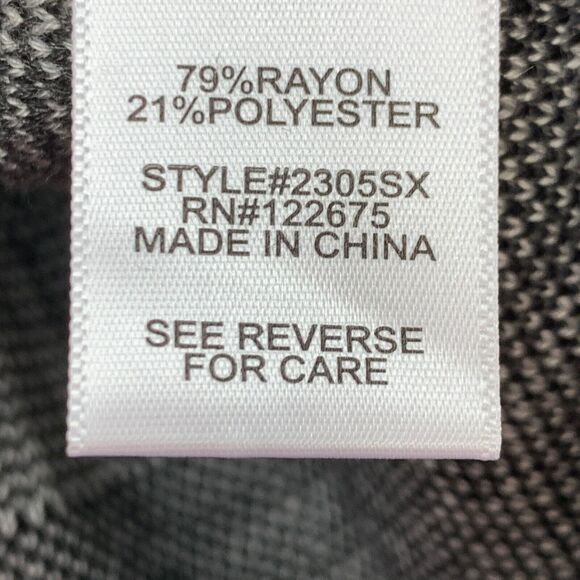 79%RAYON
21%POLYESTER
STYLE#2305SX
RN#122675
MADE IN CHINA
SEE REVERSE
FOR CARE